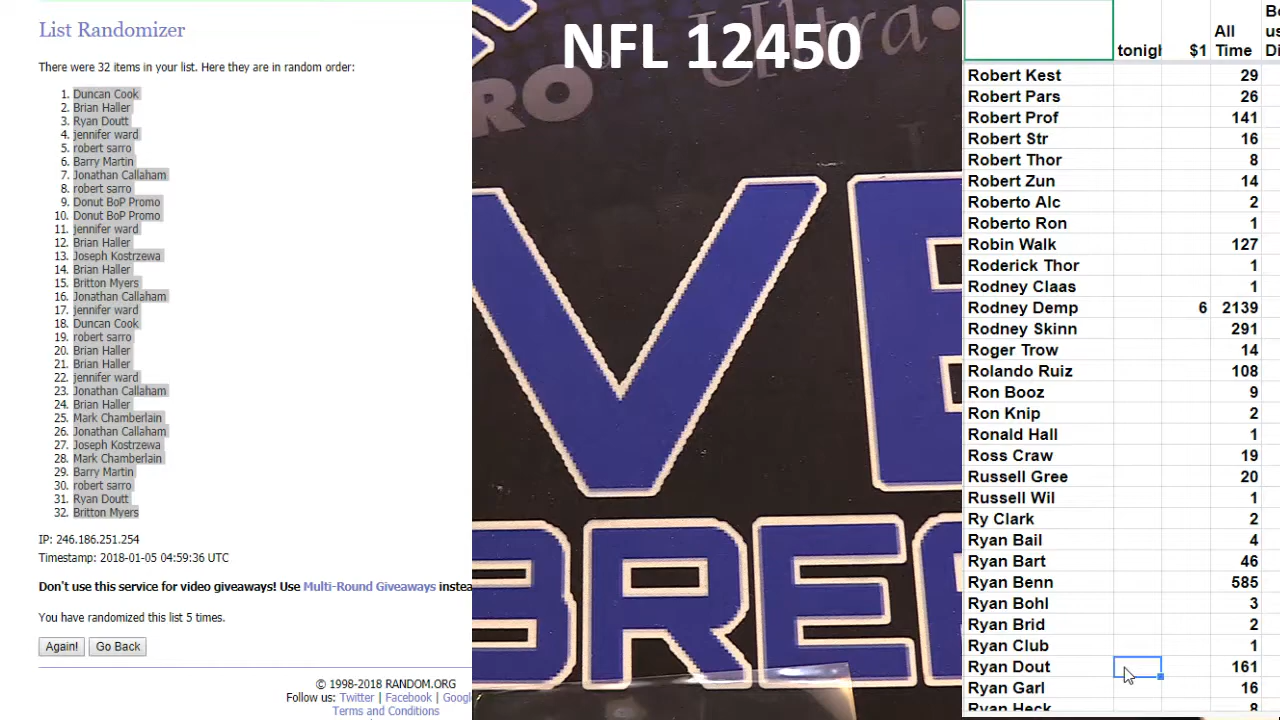 List Randomizer
There were 32 items in your list. Here they are in random order:
1. Duncan Cook
2. Brian Haller
3. Ryan Doutt
4. jennifer ward
5. robert sarro
6. Barry Martin
7. Jonathan Callaham
8. robert sarro
9. Donut BoP Promo
10. Donut BoP Promo
11. jennifer ward
12. Brian Haller
13. Joseph Kostrzewa
14. Brian Haller
15. Britton Myers
16. Jonathan Callaham
17. jennifer ward
18. Duncan Cook
19. robert sarro
20. Brian Haller
21. Brian Haller
22. jennifer ward
23. Jonathan Callaham
24. Brian Haller
25. Mark Chamberlain
26. Jonathan Callaham
27. Joseph Kostrzewa
28. Mark Chamberlain
29. Barry Martin
30. robert sarro
31. Ryan Doutt
32. Britton Myers
IP: 246.186.251.254
Timestamp: 2018-01-05 04:59:36 UTC
Don't use this service for video giveaways! Use Multi-Round Giveaways instea
You have randomized this list 5 times.
Again! Go Back
© 1998-2018 RANDOM.ORG
Follow us: Twitter | Facebook | Googl
Terms and Conditions
NFL 12450
Ultra
RO
VE
BREA
tonigh $1 All Time
Robert Kest 29
Robert Pars 26
Robert Prof 141
Robert Str 16
Robert Thor 8
Robert Zun 14
Roberto Alc 2
Roberto Ron 1
Robin Walk 127
Roderick Thor 1
Rodney Claas 1
Rodney Demp 6 2139
Rodney Skinn 291
Roger Trow 14
Rolando Ruiz 108
Ron Booz 9
Ron Knip 2
Ronald Hall 1
Ross Craw 19
Russell Gree 20
Russell Wil 1
Ry Clark 2
Ryan Bail 4
Ryan Bart 46
Ryan Benn 585
Ryan Bohl 3
Ryan Brid 2
Ryan Club 1
Ryan Dout 161
Ryan Garl 16
Ryan Heck 8